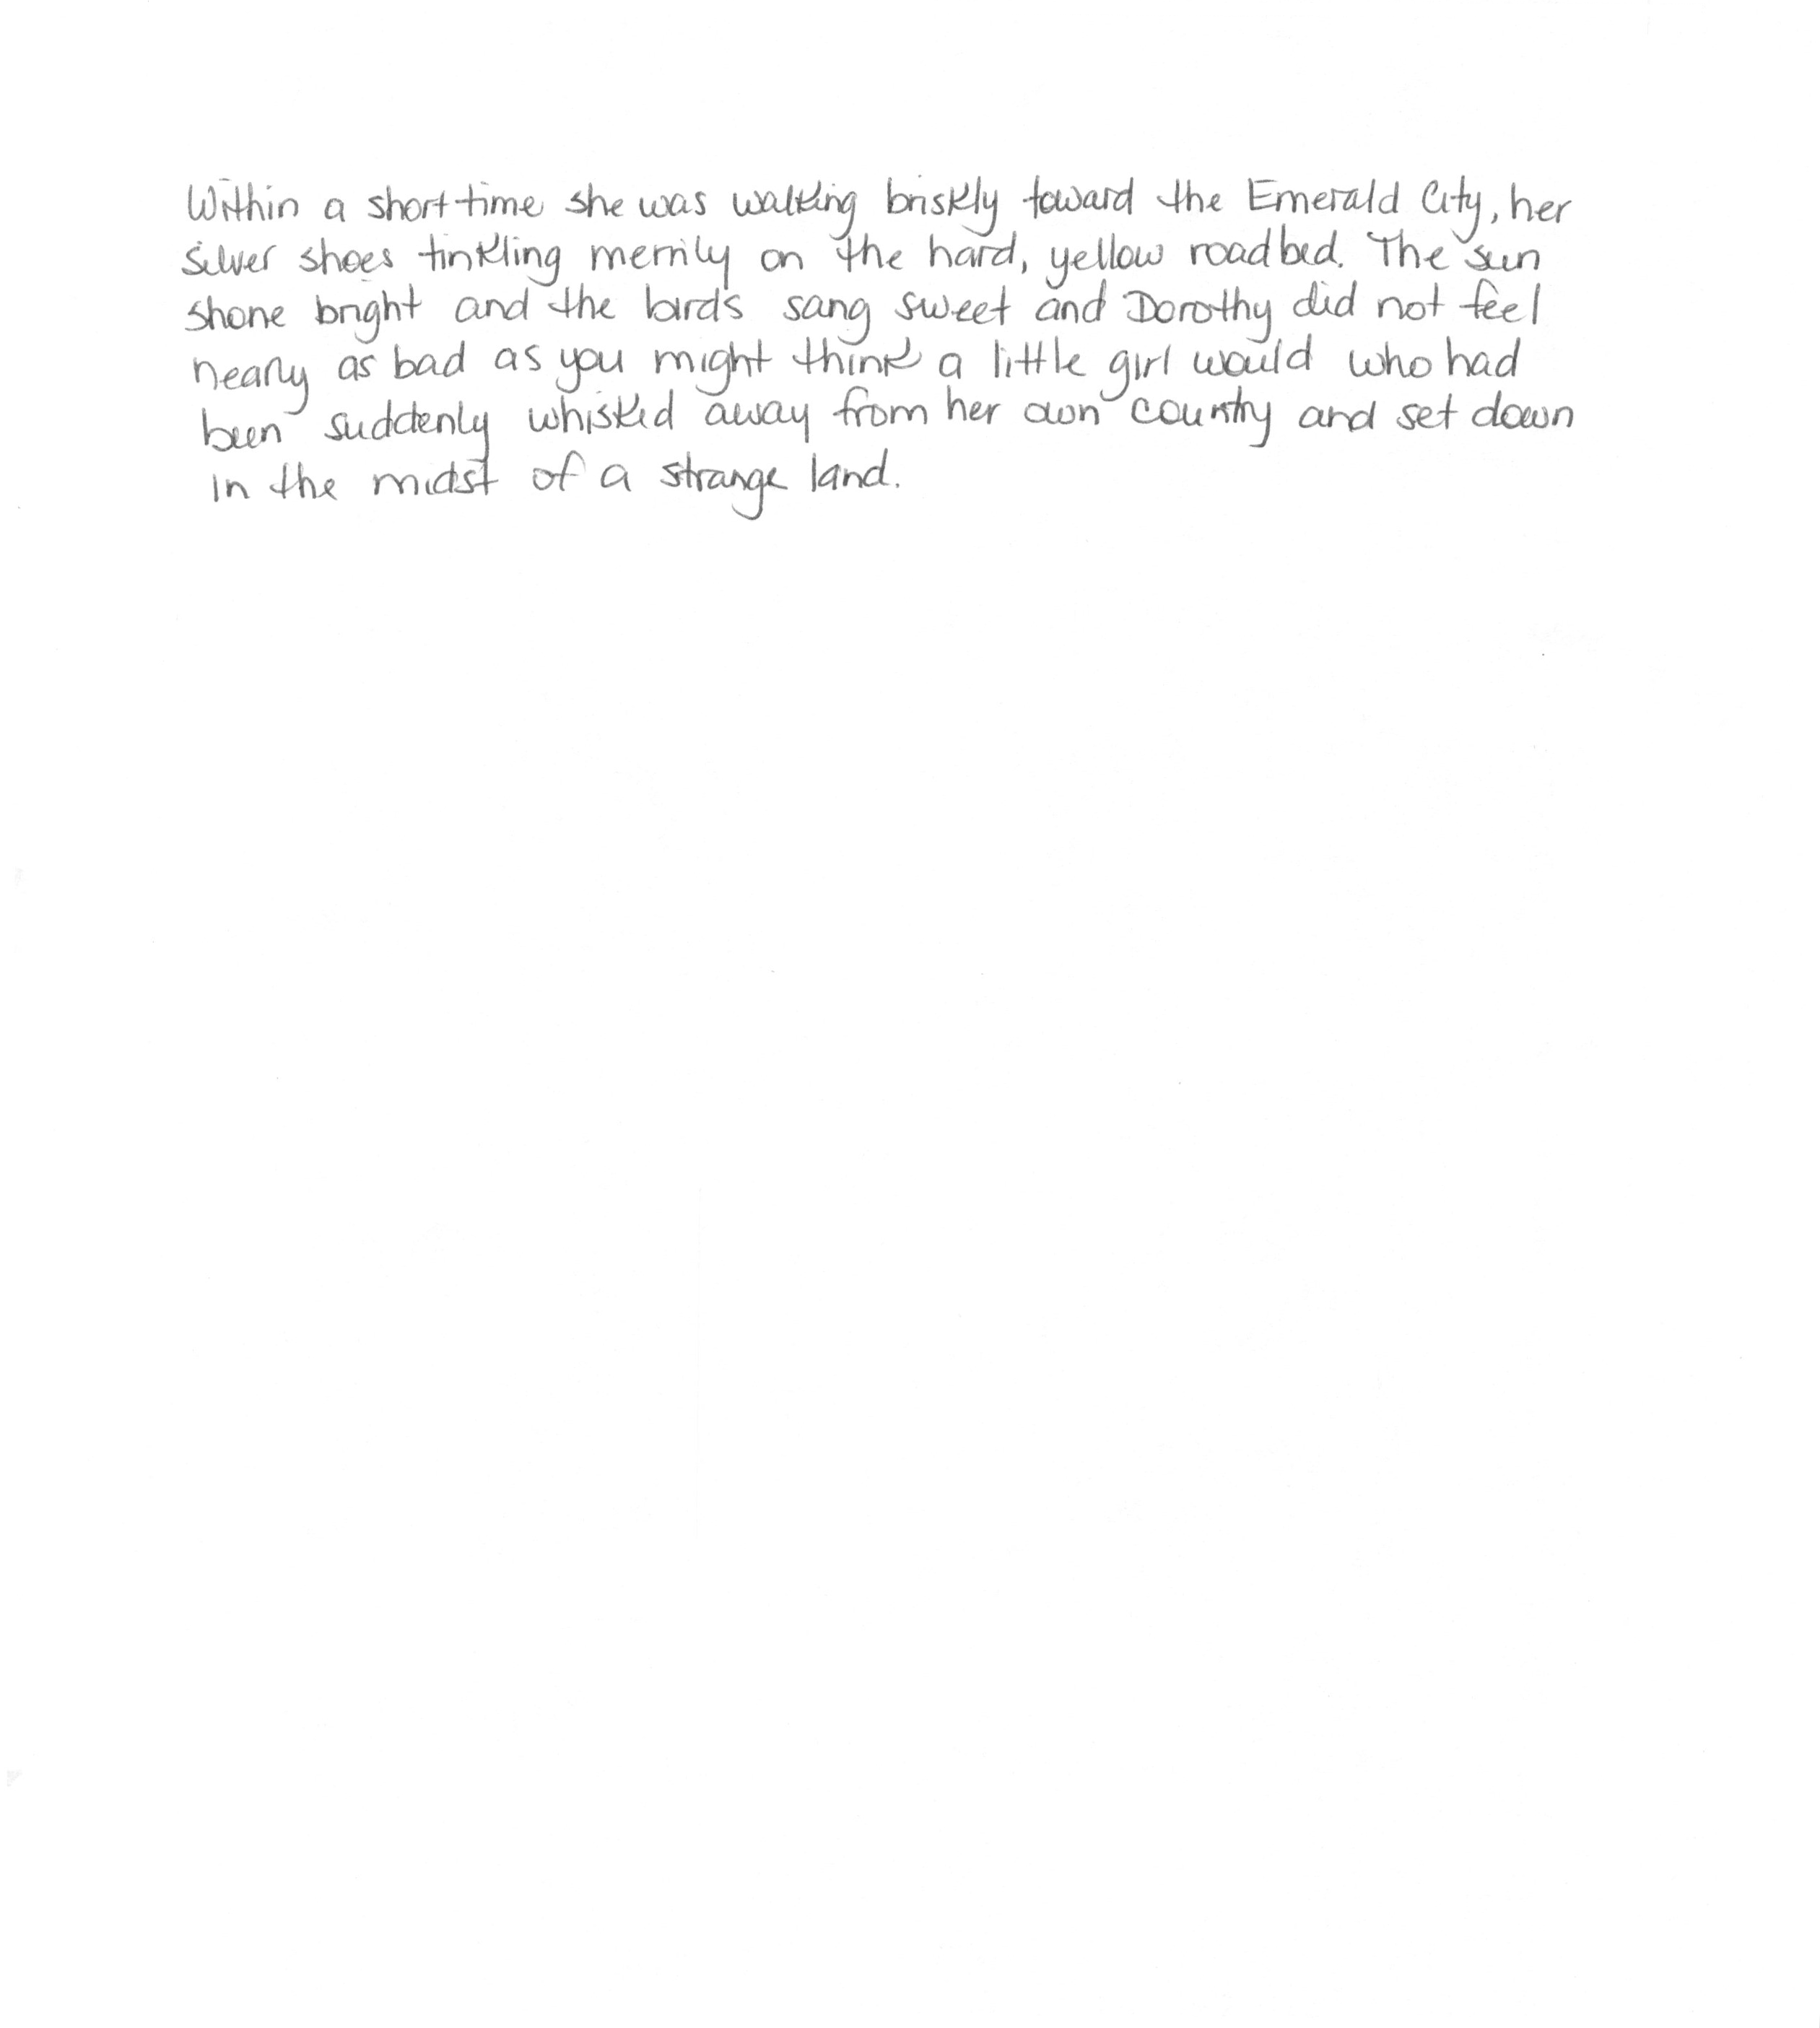 Within a short time she was walking briskly toward the Emerald City, her
silver shoes tinkling merrily on the hard, yellow roadbed. The sun
shone bright and the birds sang sweet and Dorothy did not feel
nearly as bad as you might think a little girl would who had
been suddenly whisked away from her own country and set down
in the midst of a strange land.